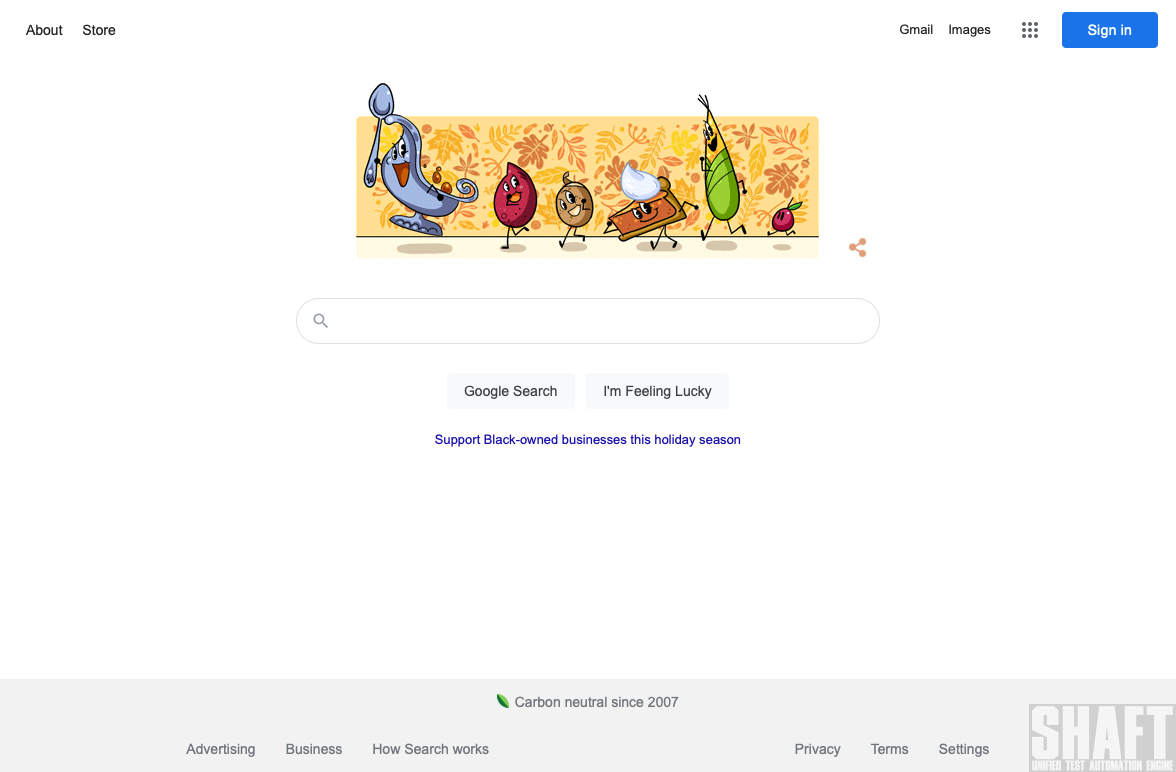 About Store Gmail Images Sign in
Google Search I'm Feeling Lucky
Support Black-owned businesses this holiday season
Carbon neutral since 2007
Advertising Business How Search works Privacy Terms Settings
SHAFT
UNIFIED TEST AUTOMATION ENGINE